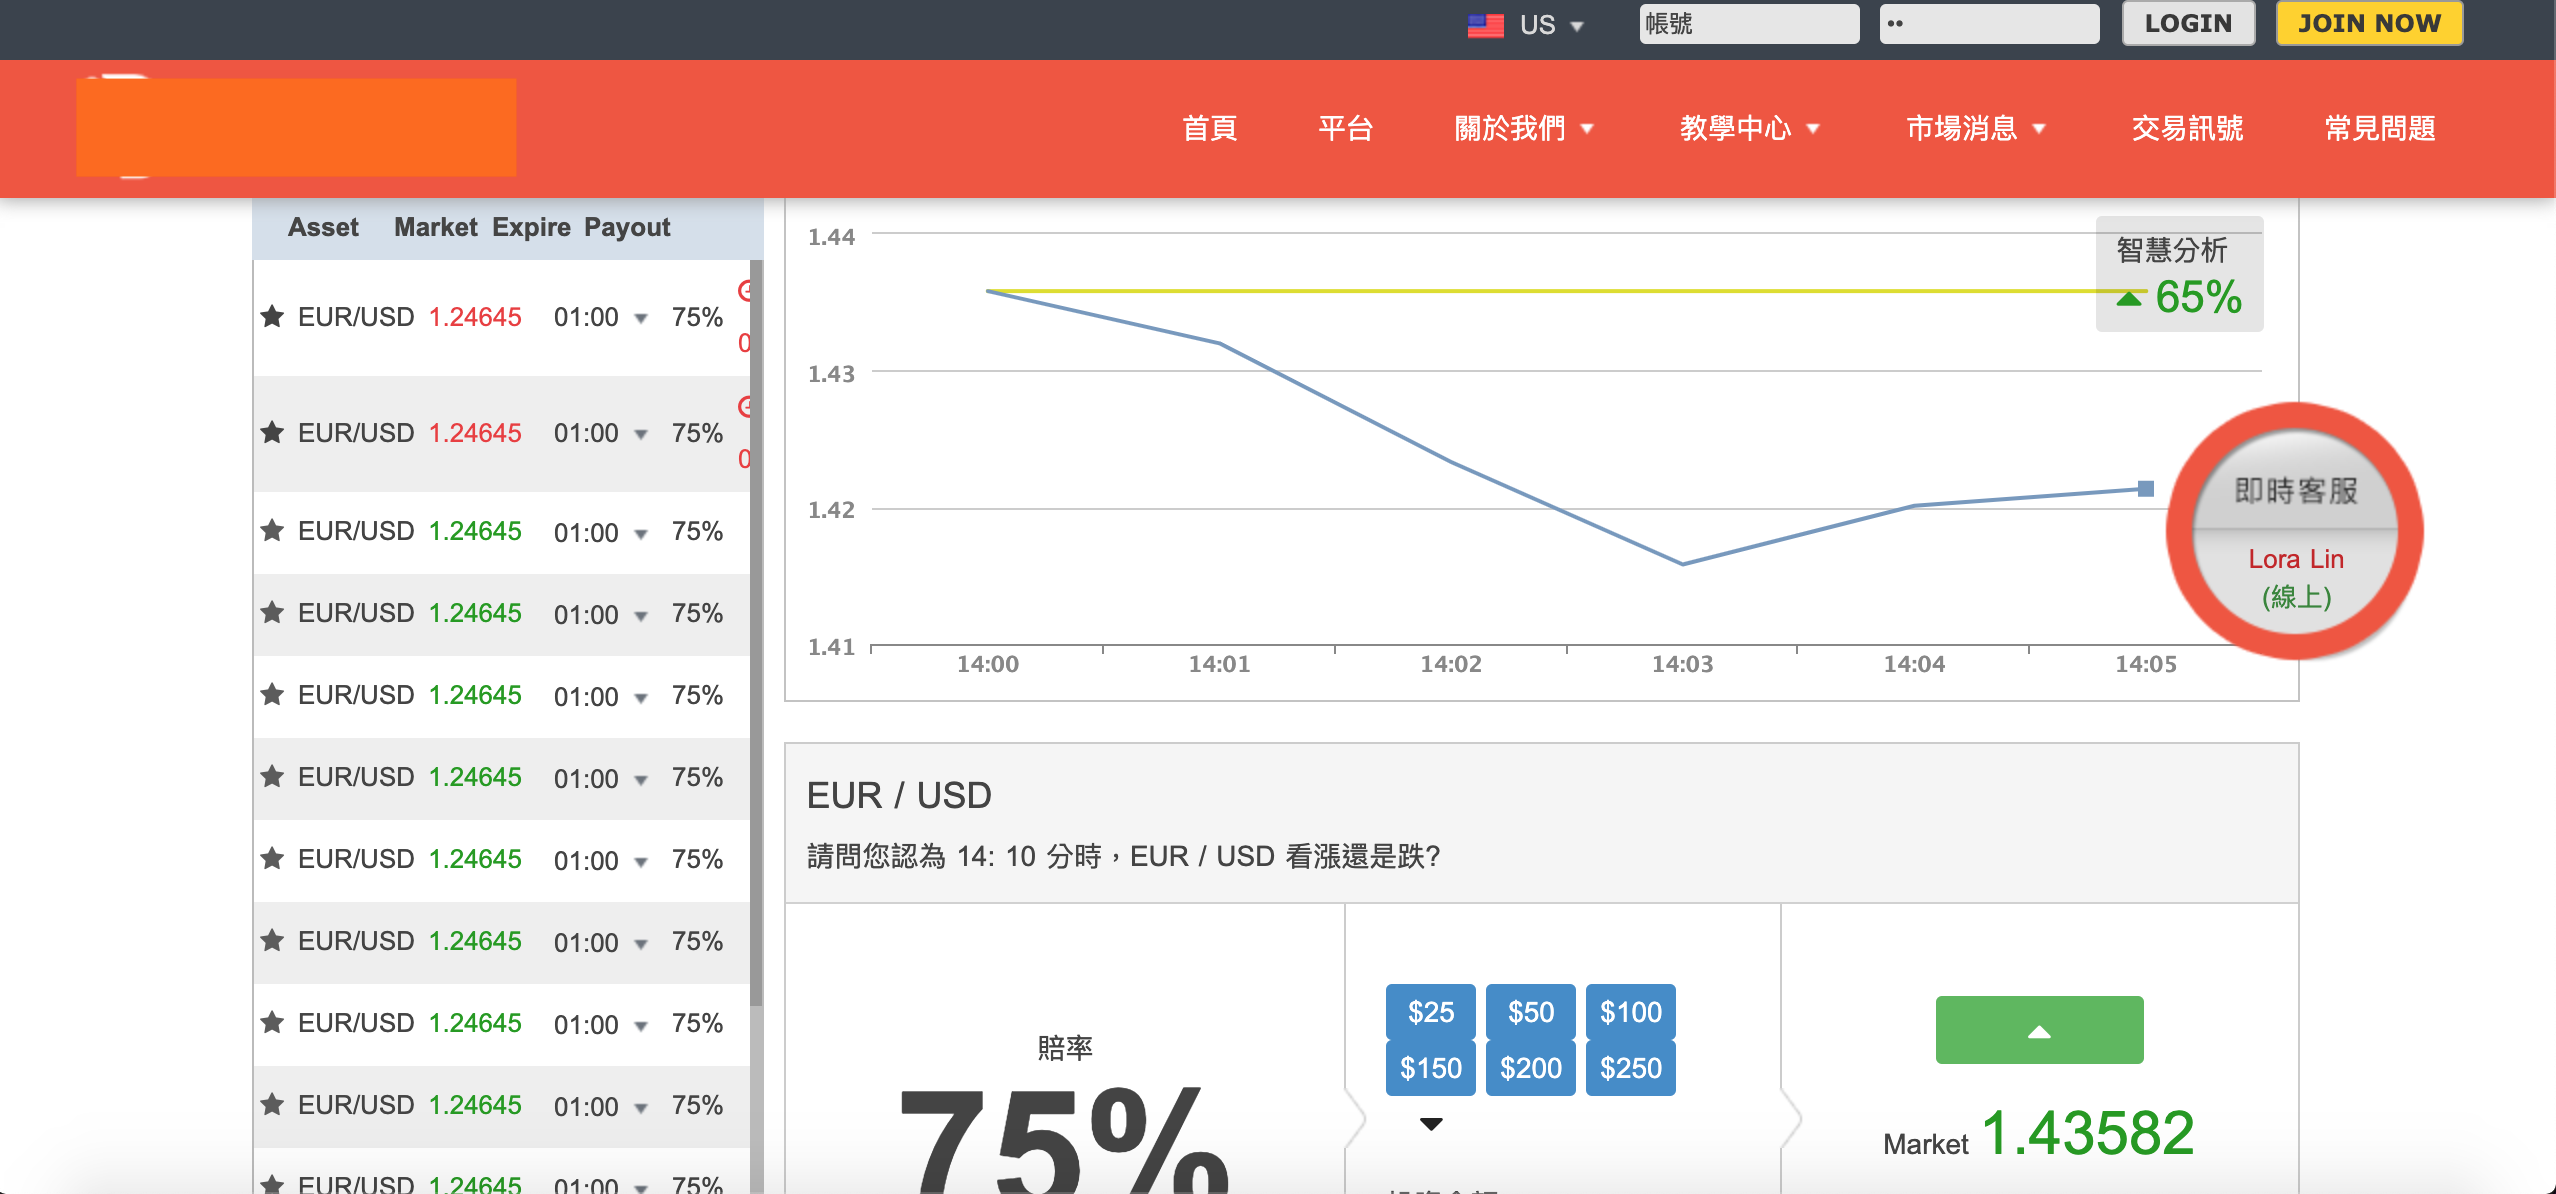 US
帳號
LOGIN
JOIN NOW
首頁
平台
關於我們
教學中心
市場消息
交易訊號
常見問題
Asset Market Expire Payout
EUR/USD 1.24645 01:00 75%
EUR/USD 1.24645 01:00 75%
EUR/USD 1.24645 01:00 75%
EUR/USD 1.24645 01:00 75%
EUR/USD 1.24645 01:00 75%
EUR/USD 1.24645 01:00 75%
EUR/USD 1.24645 01:00 75%
EUR/USD 1.24645 01:00 75%
EUR/USD 1.24645 01:00 75%
EUR/USD 1.24645 01:00 75%
EUR/USD 1.24645 01:00 75%
1.44
1.43
1.42
1.41
14:00 14:01 14:02 14:03 14:04 14:05
智慧分析
65%
即時客服
Lora Lin
(線上)
EUR / USD
請問您認為 14: 10 分時，EUR / USD 看漲還是跌?
賠率
75%
$25 $50 $100
$150 $200 $250
Market 1.43582